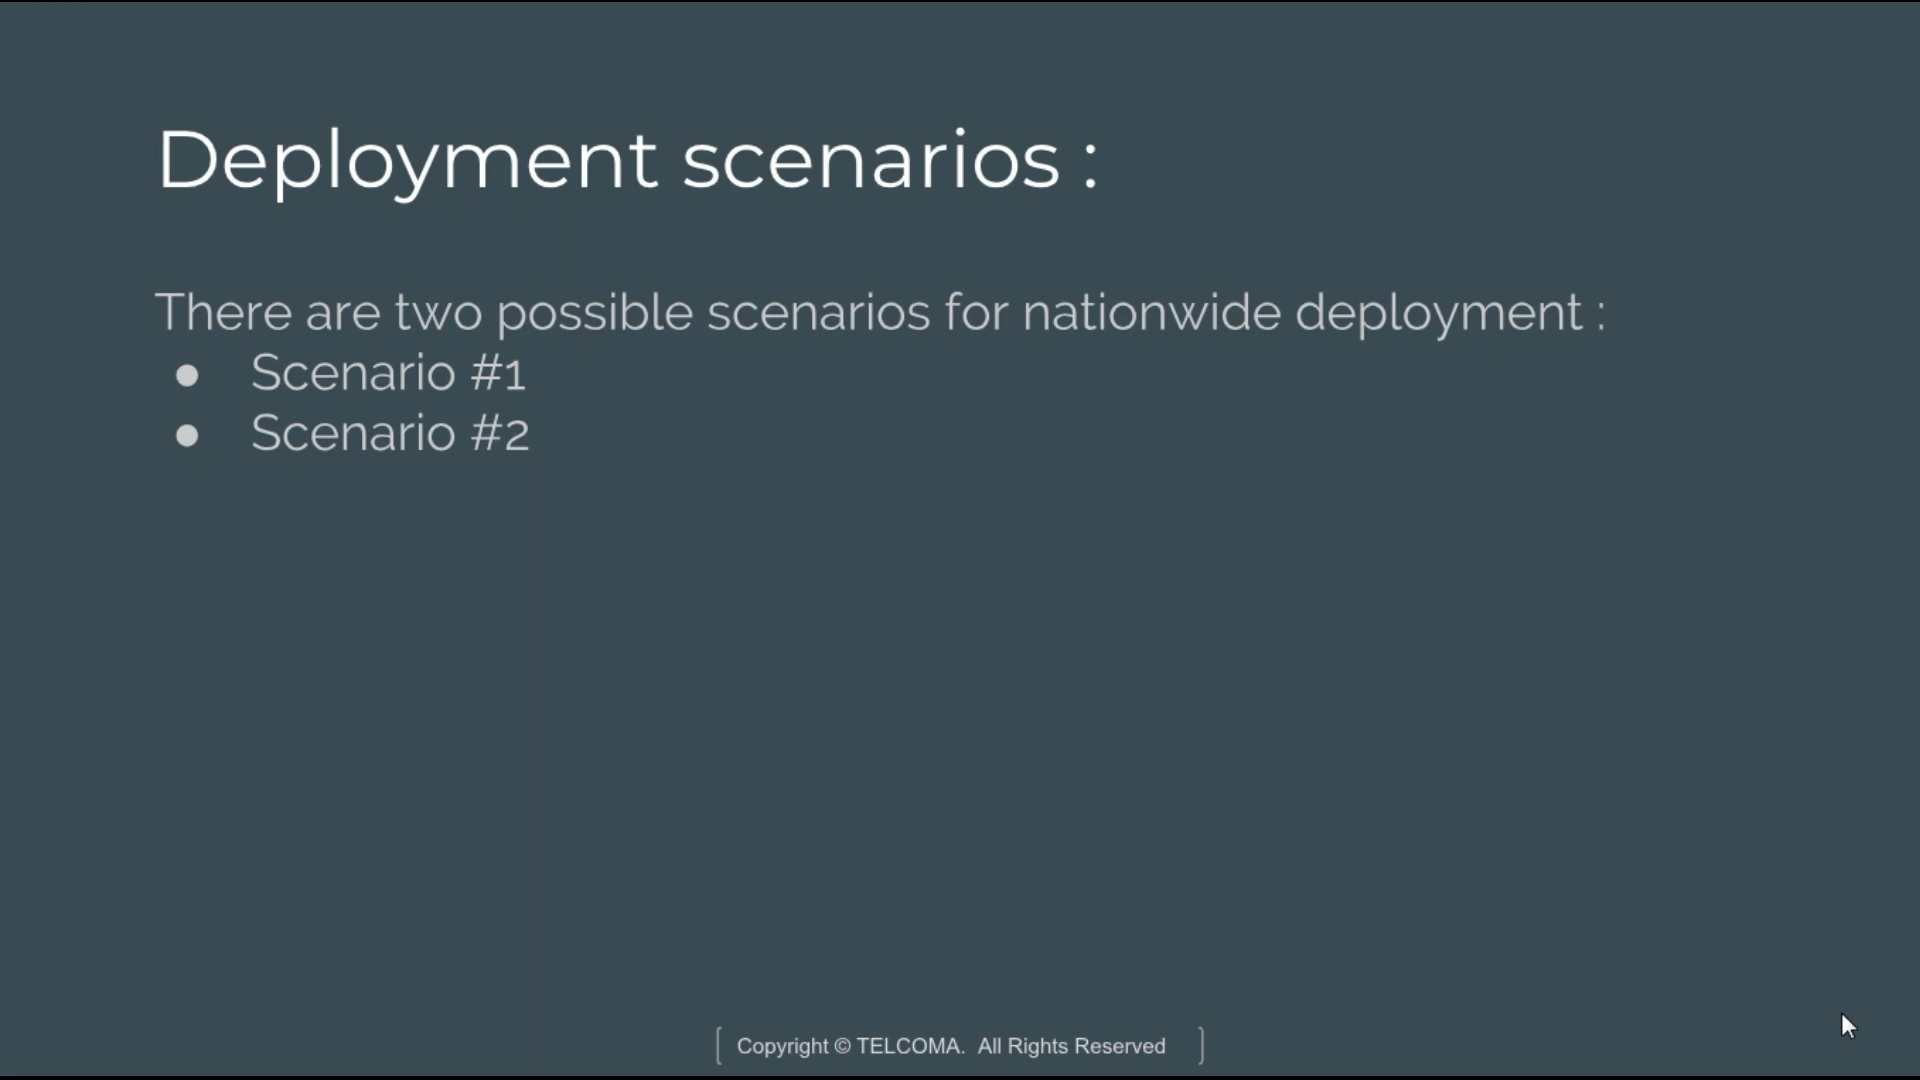 Deployment scenarios :
There are two possible scenarios for nationwide deployment :
● Scenario #1
● Scenario #2
Copyright © TELCOMA. All Rights Reserved